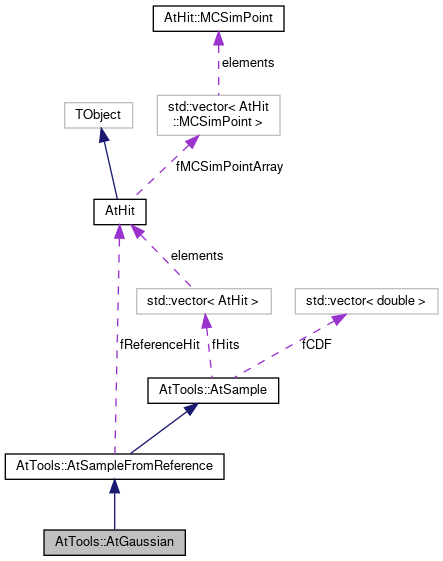 AtHit::MCSimPoint
elements
std::vector< AtHit
::MCSimPoint >
TObject
fMCSimPointArray
AtHit
elements
std::vector< AtHit >
std::vector< double >
fReferenceHit
fHits
fCDF
AtTools::AtSample
AtTools::AtSampleFromReference
AtTools::AtGaussian